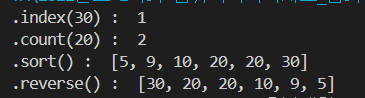 .index(30) :  1
.count(20) :  2
.sort() :  [5, 9, 10, 20, 20, 30]
.reverse() :  [30, 20, 20, 10, 9, 5]